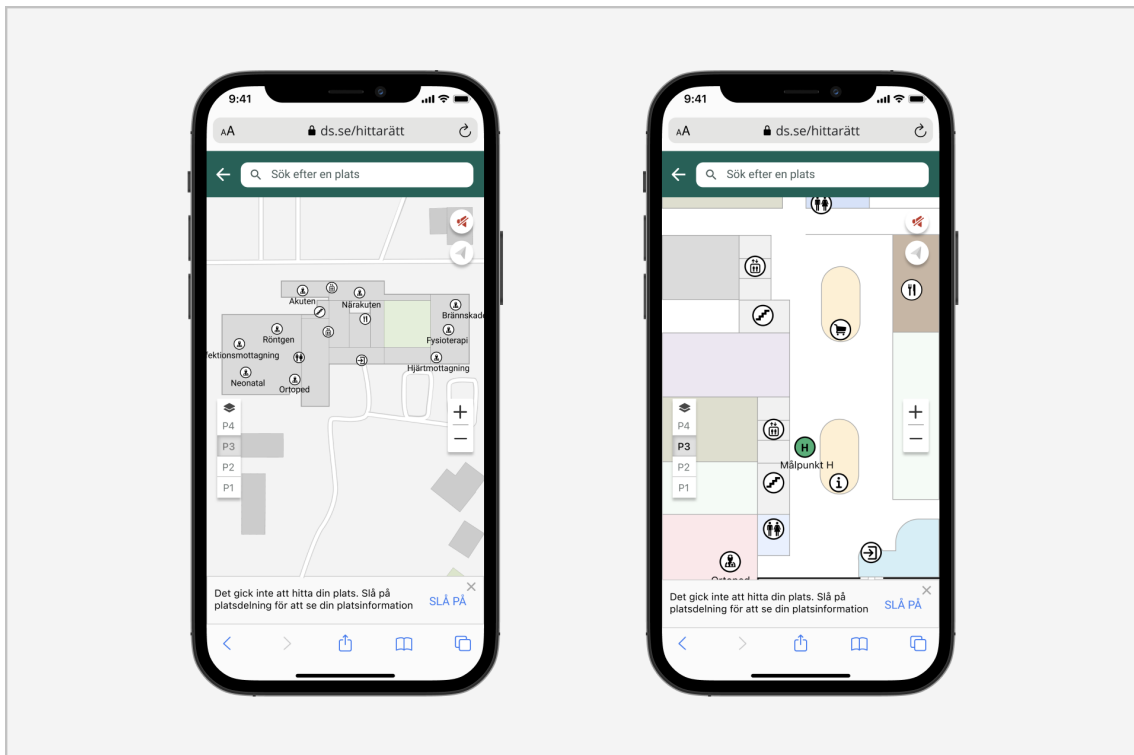 9:41
AA
ds.se/hittarätt
Sök efter en plats
Akuten
Närakuten
Brännskade
Röntgen
Fysioterapi
fektionsmottagning
Hjärtmottagning
Neonatal
Ortoped
P4
P3
P2
P1
+
−
Det gick inte att hitta din plats. Slå på
platsdelning för att se din platsinformation
SLÅ PÅ
9:41
AA
ds.se/hittarätt
Sök efter en plats
P4
P3
P2
P1
+
−
H
Målpunkt H
i
Ortoped
Det gick inte att hitta din plats. Slå på
platsdelning för att se din platsinformation
SLÅ PÅ